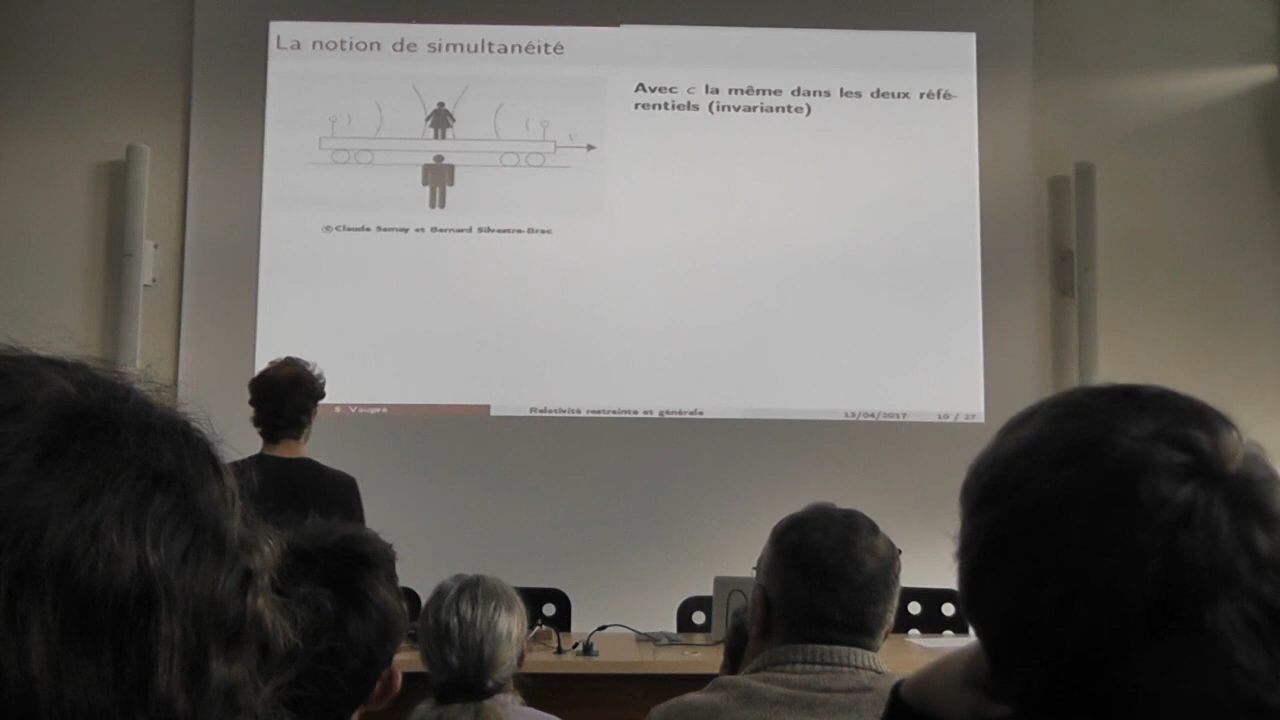 La notion de simultanéité
Avec c la même dans les deux réfé-
rentiels (invariante)
v
©Claude Semay et Bernard Silvestre-Brac
S. Vaupré
Relativité restreinte et générale
13/04/2017
10 / 27